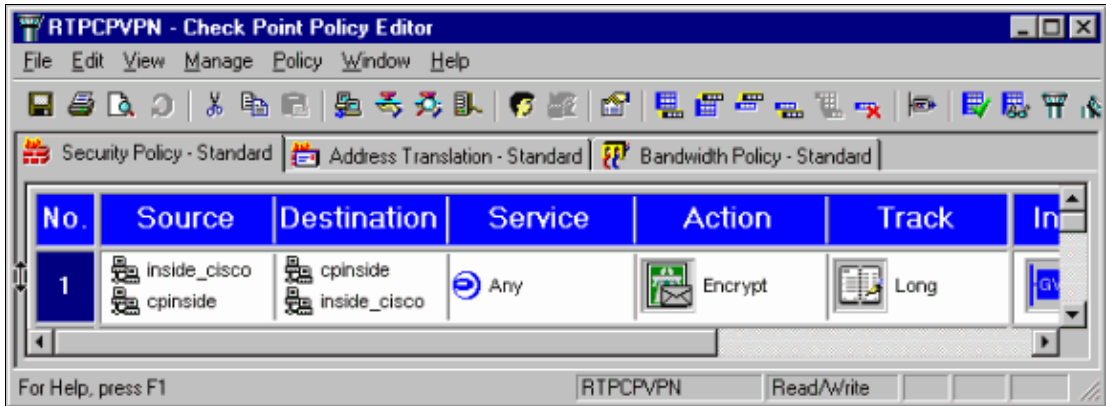 RTPCPVPN - Check Point Policy Editor
File Edit View Manage Policy Window Help
Security Policy - Standard Address Translation - Standard Bandwidth Policy - Standard
No. Source Destination Service Action Track
1 inside_cisco cpinside Any Encrypt Long
cpinside inside_cisco
For Help, press F1 RTPCPVPN Read/Write